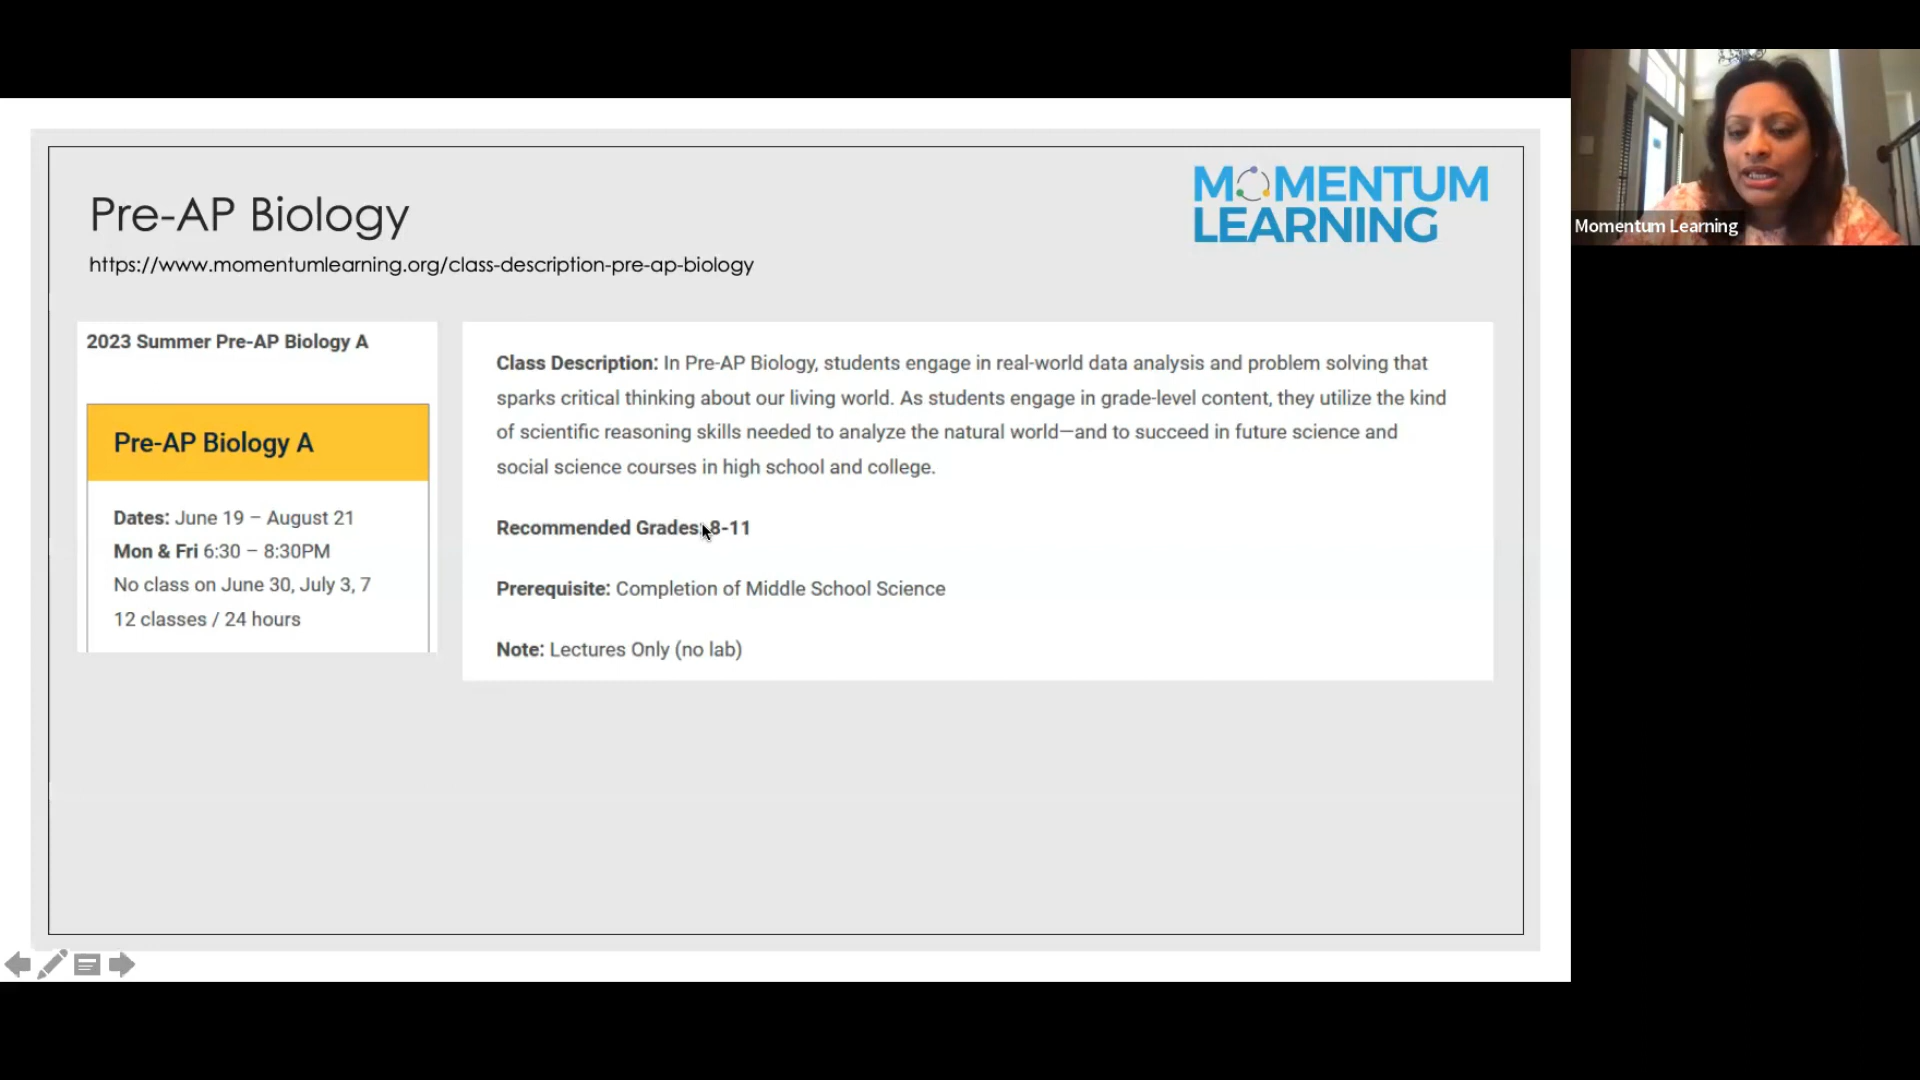 Pre-AP Biology
https://www.momentumlearning.org/class-description-pre-ap-biology
MOMENTUM
LEARNING
Momentum Learning
2023 Summer Pre-AP Biology A
Pre-AP Biology A
Dates: June 19 – August 21
Mon & Fri 6:30 – 8:30PM
No class on June 30, July 3, 7
12 classes / 24 hours
Class Description: In Pre-AP Biology, students engage in real-world data analysis and problem solving that
sparks critical thinking about our living world. As students engage in grade-level content, they utilize the kind
of scientific reasoning skills needed to analyze the natural world—and to succeed in future science and
social science courses in high school and college.
Recommended Grades: 8-11
Prerequisite: Completion of Middle School Science
Note: Lectures Only (no lab)